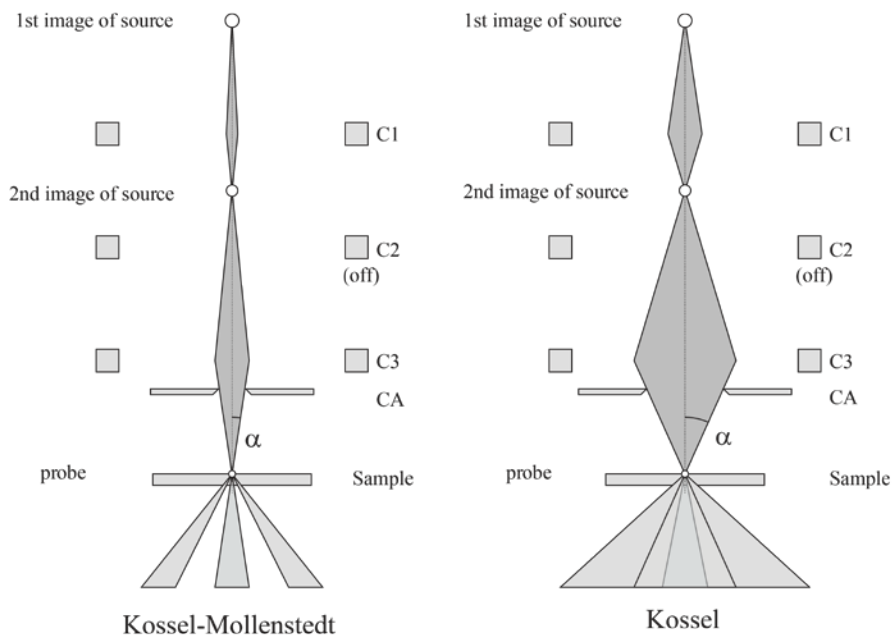 1st image of source
C1
2nd image of source
C2
(off)
C3
CA
α
probe
Sample
Kossel-Mollenstedt
1st image of source
C1
2nd image of source
C2
(off)
C3
CA
α
probe
Sample
Kossel